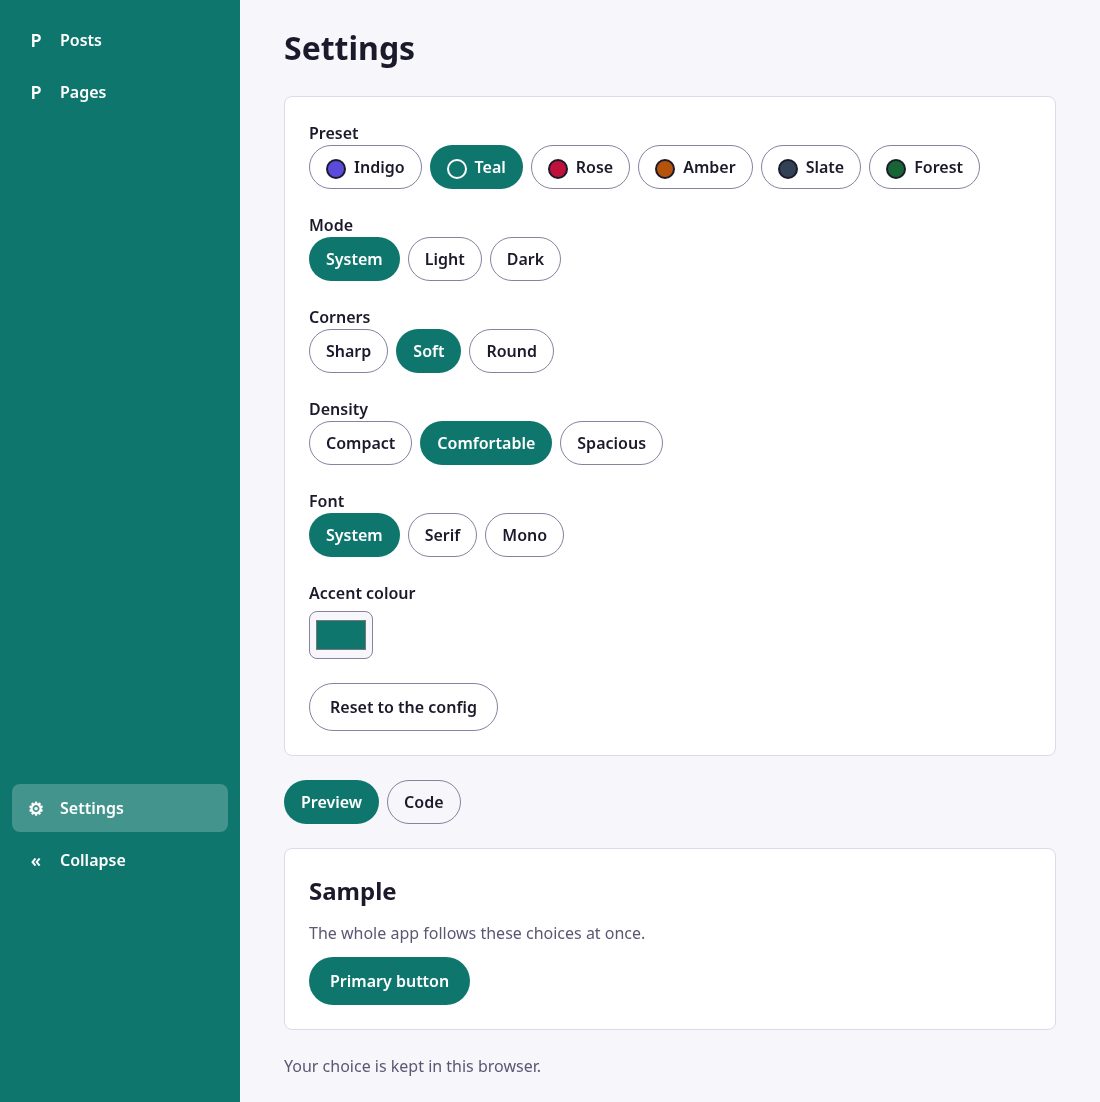 P Posts
P Pages
⚙ Settings
« Collapse
Settings
Preset
Indigo Teal Rose Amber Slate Forest
Mode
System Light Dark
Corners
Sharp Soft Round
Density
Compact Comfortable Spacious
Font
System Serif Mono
Accent colour
Reset to the config
Preview Code
Sample
The whole app follows these choices at once.
Primary button
Your choice is kept in this browser.